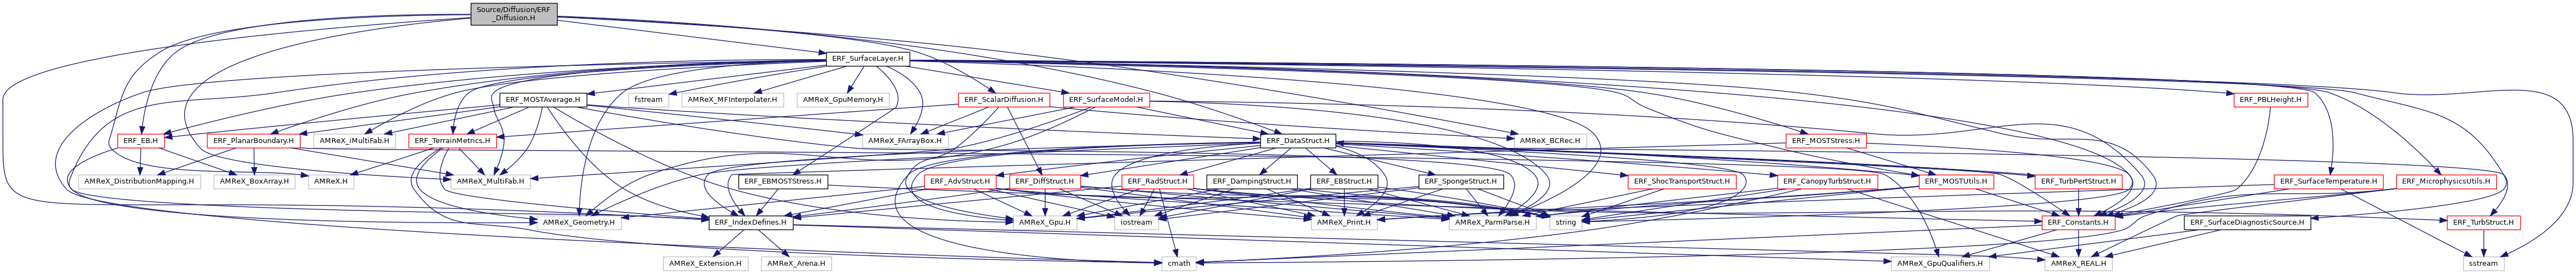 Source/Diffusion/ERF
_Diffusion.H
ERF_SurfaceLayer.H
ERF_MOSTAverage.H
fstream
AMReX_MFInterpolater.H
AMReX_GpuMemory.H
ERF_ScalarDiffusion.H
ERF_SurfaceModel.H
ERF_PBLHeight.H
ERF_EB.H
ERF_PlanarBoundary.H
AMReX_iMultiFab.H
ERF_TerrainMetrics.H
AMReX_FArrayBox.H
ERF_DataStruct.H
AMReX_BCRec.H
ERF_MOSTStress.H
AMReX_DistributionMapping.H
AMReX_BoxArray.H
AMReX.H
AMReX_MultiFab.H
ERF_EBMOSTStress.H
ERF_AdvStruct.H
ERF_DiffStruct.H
ERF_RadStruct.H
ERF_DampingStruct.H
ERF_EBStruct.H
ERF_SpongeStruct.H
ERF_ShocTransportStruct.H
ERF_CanopyTurbStruct.H
ERF_MOSTUtils.H
ERF_TurbPertStruct.H
ERF_SurfaceTemperature.H
ERF_MicrophysicsUtils.H
AMReX_Geometry.H
ERF_IndexDefines.H
AMReX_Gpu.H
iostream
AMReX_Print.H
AMReX_ParmParse.H
string
ERF_Constants.H
ERF_SurfaceDiagnosticSource.H
ERF_TurbStruct.H
AMReX_Extension.H
AMReX_Arena.H
cmath
AMReX_GpuQualifiers.H
AMReX_REAL.H
sstream